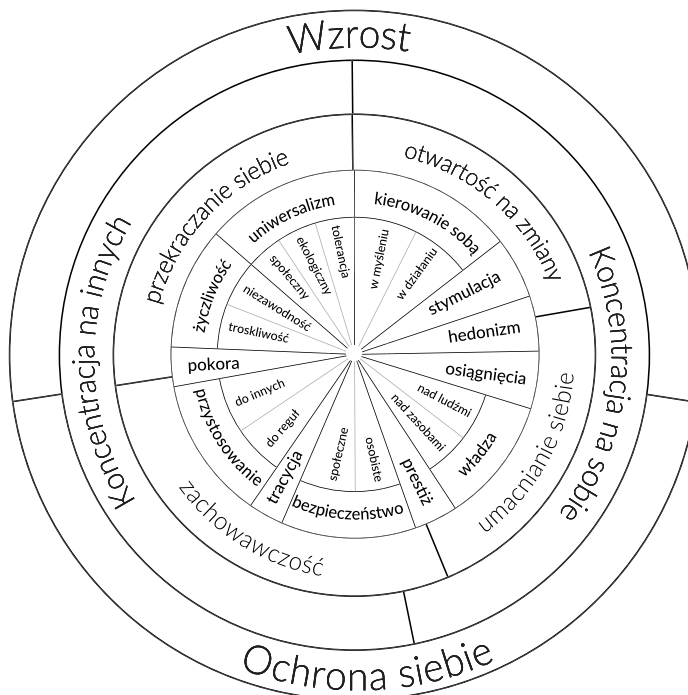 Wzrost
Ochrona siebie
Koncentracja na innych
Koncentracja na sobie
przekraczanie siebie
otwartość na zmiany
umacnianie siebie
zachowawczość
uniwersalizm
społeczny
ekologiczny
tolerancja
kierowanie sobą
w myśleniu
w działaniu
stymulacja
hedonizm
osiągnięcia
władza
nad ludźmi
nad zasobami
prestiż
bezpieczeństwo
osobiste
społeczne
tracycja
przystosowanie
do reguł
do innych
pokora
życzliwość
troskliwość
niezawodność